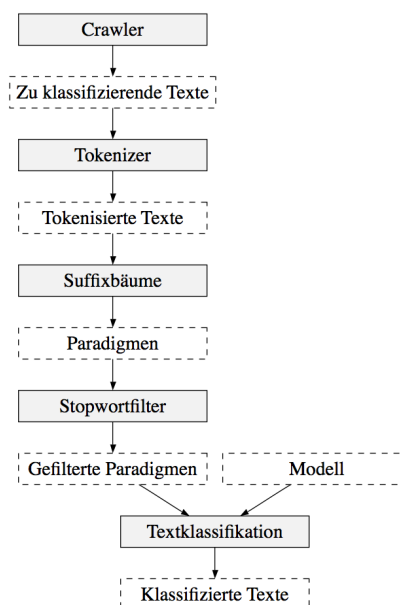 Crawler
Zu klassifizierende Texte
Tokenizer
Tokenisierte Texte
Suffixbäume
Paradigmen
Stopwortfilter
Gefilterte Paradigmen
Modell
Textklassifikation
Klassifizierte Texte